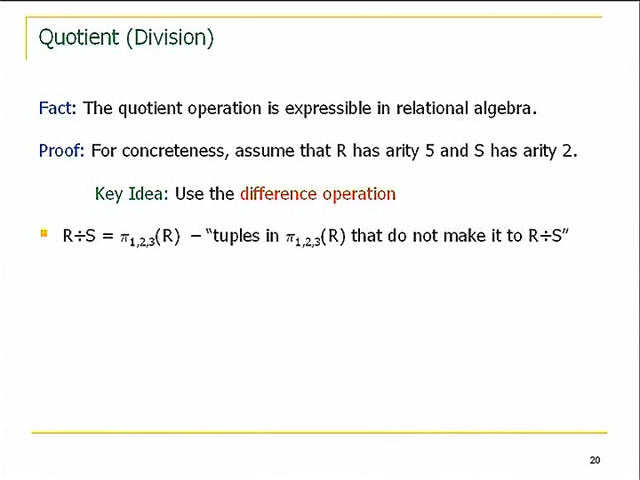 Quotient (Division)
Fact: The quotient operation is expressible in relational algebra.
Proof: For concreteness, assume that R has arity 5 and S has arity 2.
Key Idea: Use the difference operation
R÷S = π1,2,3(R) – “tuples in π1,2,3(R) that do not make it to R÷S”
20